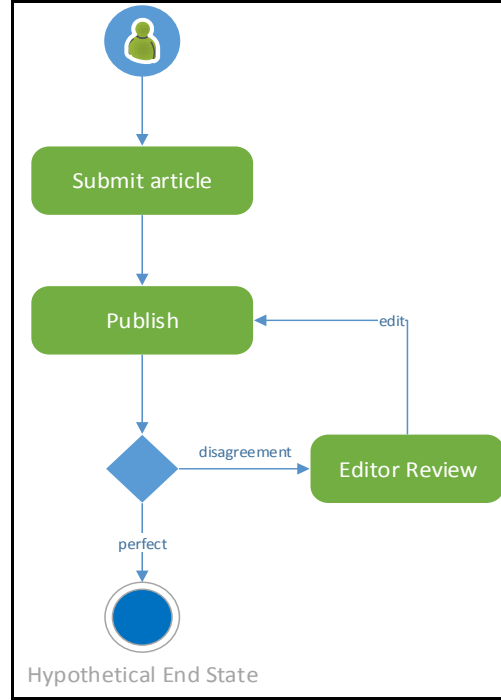 Submit article
Publish
edit
disagreement
Editor Review
perfect
Hypothetical End State